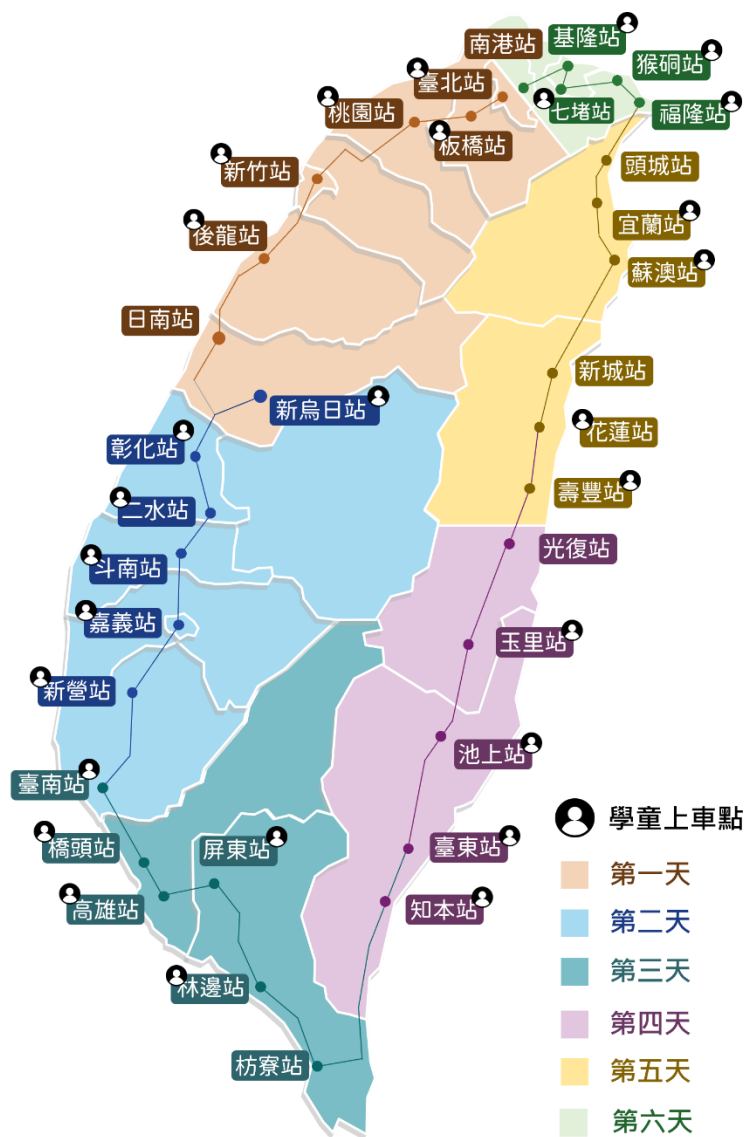 南港站
基隆站
猴硐站
臺北站
桃園站
七堵站
福隆站
板橋站
新竹站
頭城站
宜蘭站
後龍站
蘇澳站
日南站
新城站
新烏日站
花蓮站
彰化站
壽豐站
二水站
光復站
斗南站
嘉義站
玉里站
新營站
池上站
臺南站
學童上車點
橋頭站
屏東站
臺東站
第一天
高雄站
知本站
第二天
第三天
林邊站
第四天
枋寮站
第五天
第六天